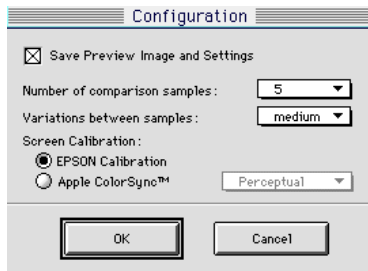 Configuration
Save Preview Image and Settings
Number of comparison samples: 5
Variations between samples: medium
Screen Calibration:
EPSON Calibration
Apple ColorSync™ Perceptual
OK Cancel